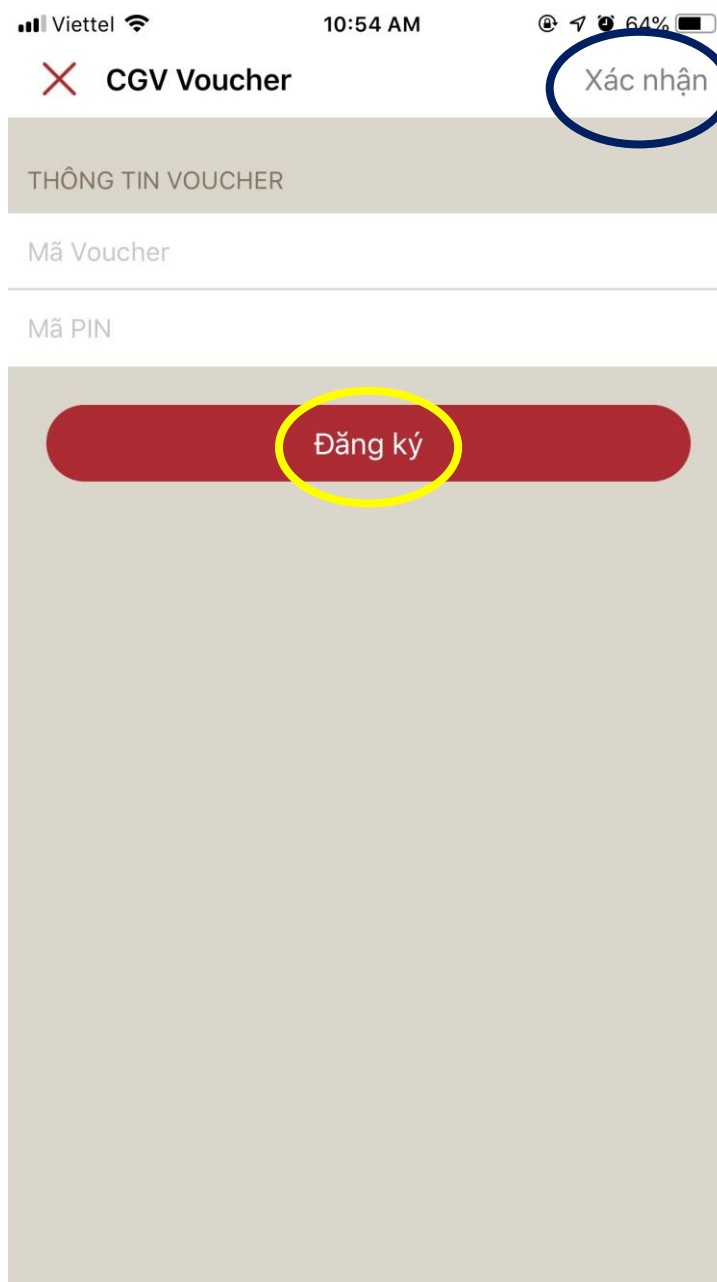 Viettel 10:54 AM 64%
CGV Voucher Xác nhận
THÔNG TIN VOUCHER
Mã Voucher
Mã PIN
Đăng ký